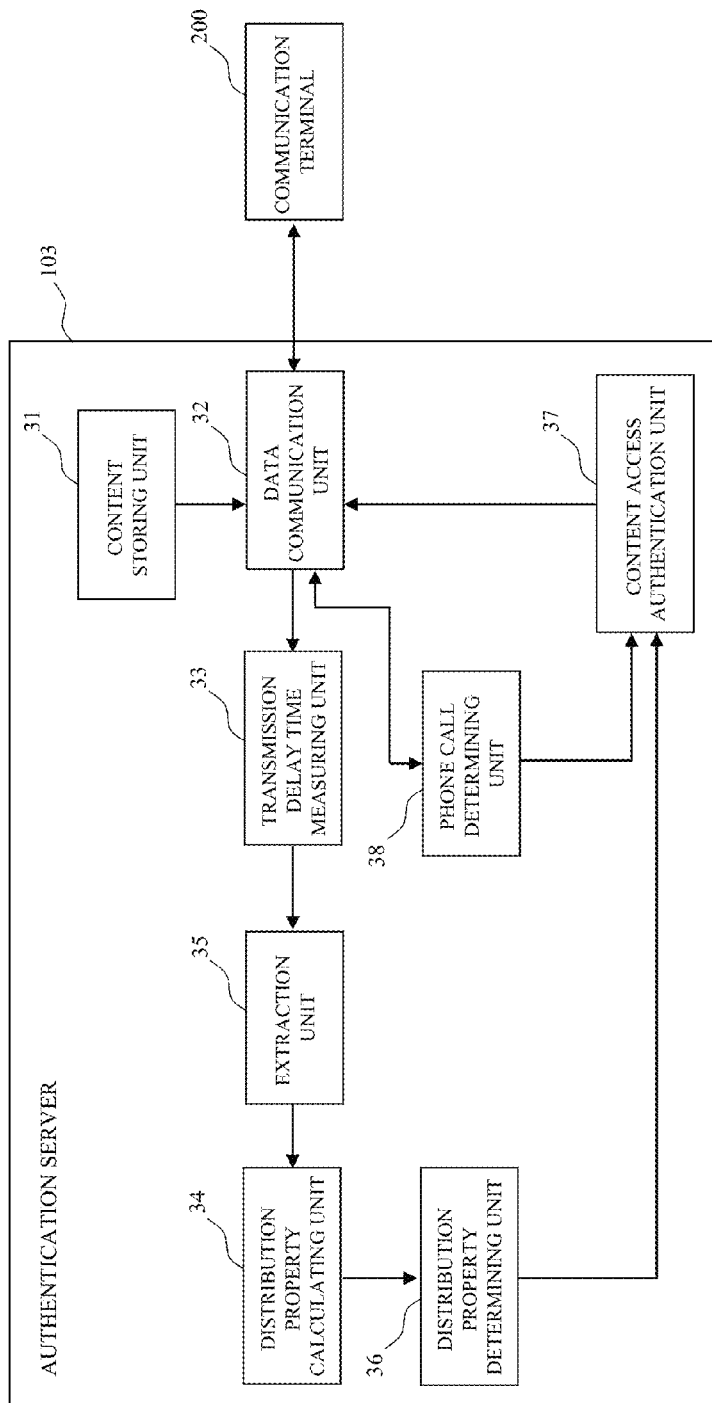 AUTHENTICATION SERVER
103
200
COMMUNICATION
TERMINAL
31
CONTENT
STORING UNIT
32
DATA
COMMUNICATION
UNIT
33
TRANSMISSION
DELAY TIME
MEASURING UNIT
35
EXTRACTION
UNIT
34
DISTRIBUTION
PROPERTY
CALCULATING UNIT
36
DISTRIBUTION
PROPERTY
DETERMINING UNIT
38
PHONE CALL
DETERMINING
UNIT
37
CONTENT ACCESS
AUTHENTICATION UNIT